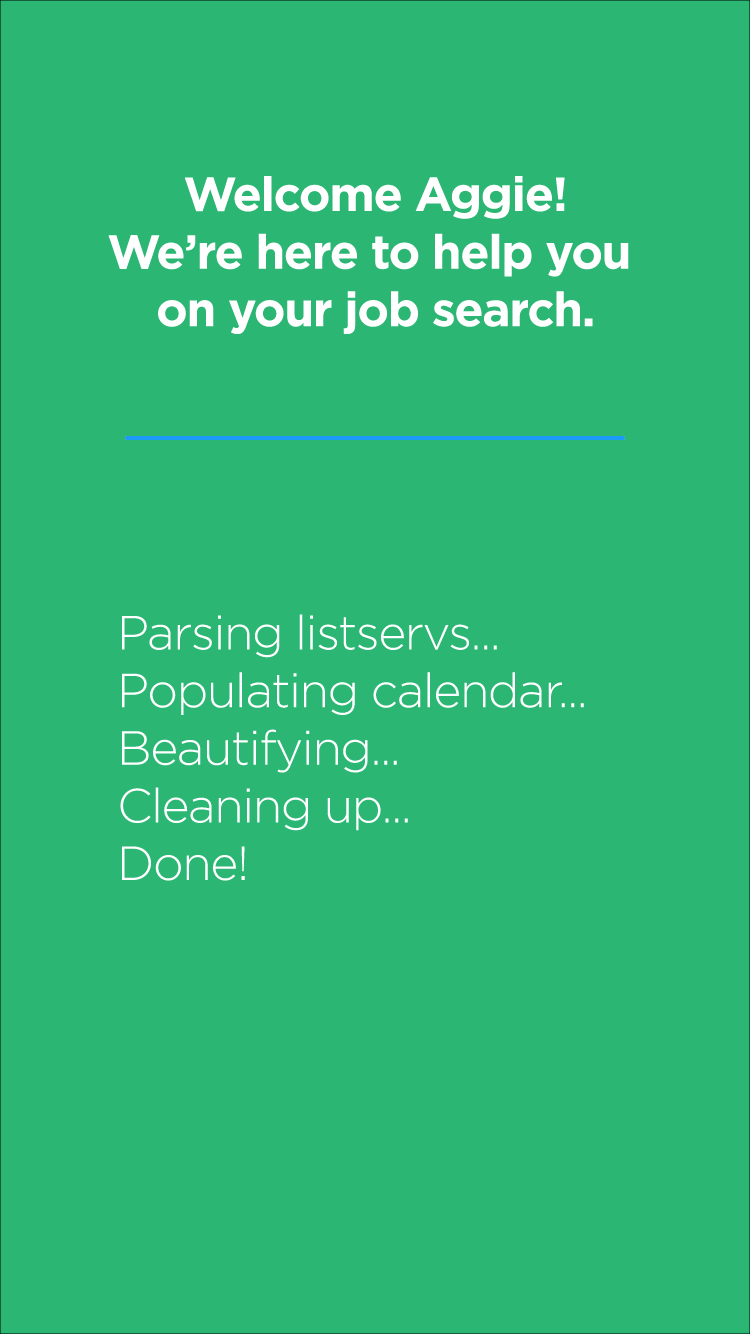 Welcome Aggie!
We’re here to help you
on your job search.
Parsing listservs...
Populating calendar...
Beautifying...
Cleaning up...
Done!